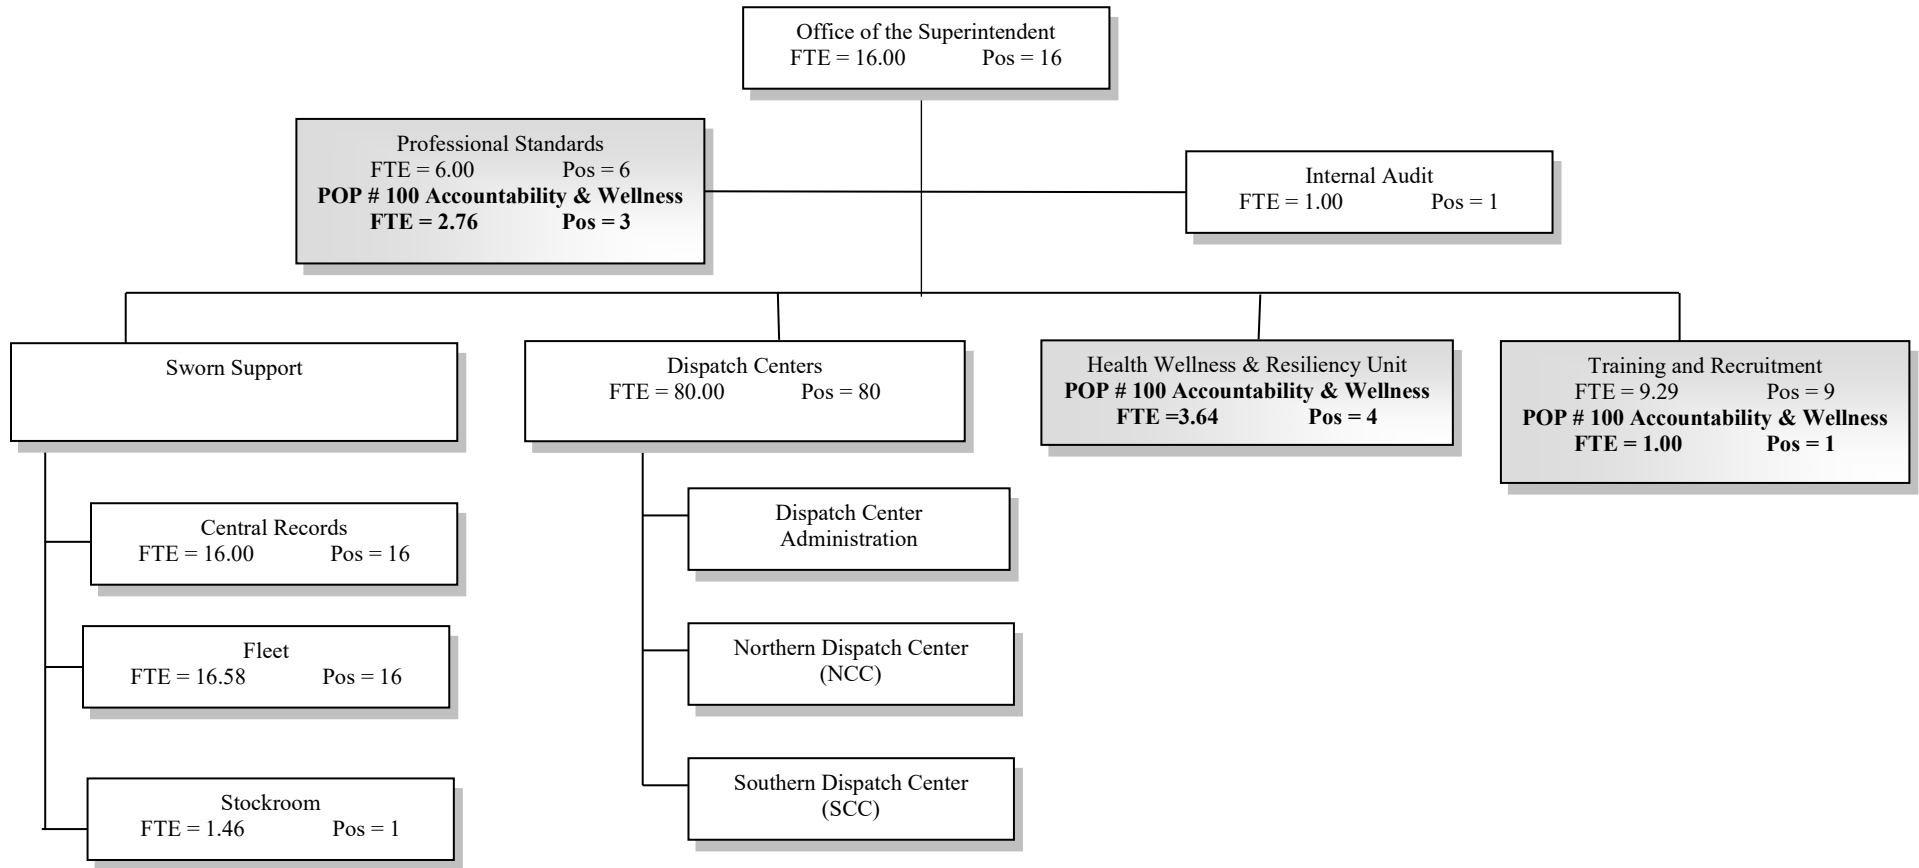 Office of the Superintendent
FTE = 16.00 Pos = 16
Professional Standards
FTE = 6.00 Pos = 6
POP # 100 Accountability & Wellness
FTE = 2.76 Pos = 3
Internal Audit
FTE = 1.00 Pos = 1
Sworn Support
Dispatch Centers
FTE = 80.00 Pos = 80
Health Wellness & Resiliency Unit
POP # 100 Accountability & Wellness
FTE =3.64 Pos = 4
Training and Recruitment
FTE = 9.29 Pos = 9
POP # 100 Accountability & Wellness
FTE = 1.00 Pos = 1
Central Records
FTE = 16.00 Pos = 16
Fleet
FTE = 16.58 Pos = 16
Stockroom
FTE = 1.46 Pos = 1
Dispatch Center
Administration
Northern Dispatch Center
(NCC)
Southern Dispatch Center
(SCC)